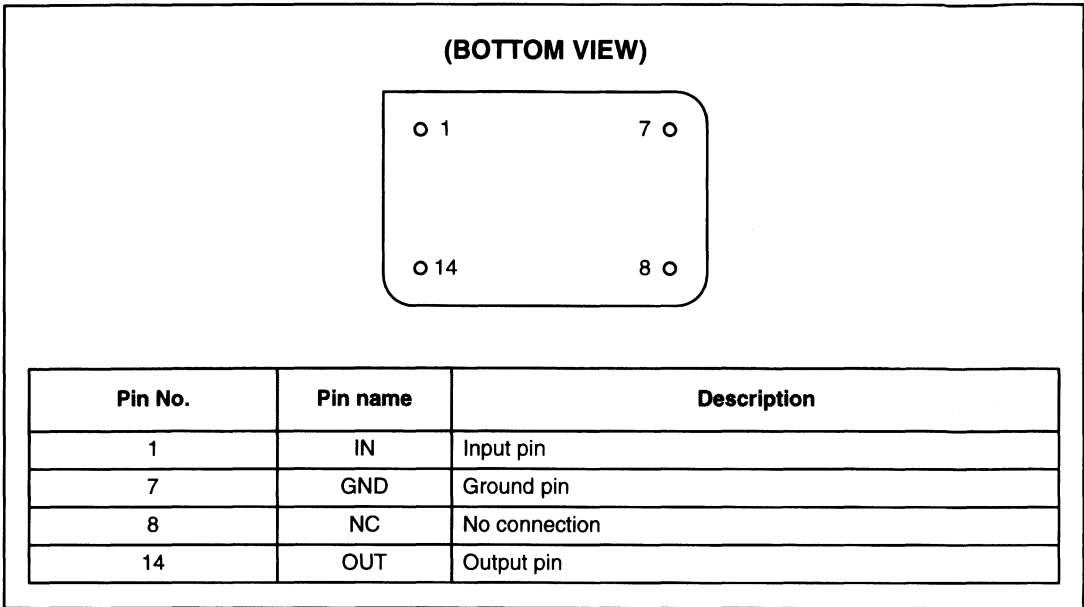 (BOTTOM VIEW)
1 7
14 8
Pin No. Pin name Description
1 IN Input pin
7 GND Ground pin
8 NC No connection
14 OUT Output pin